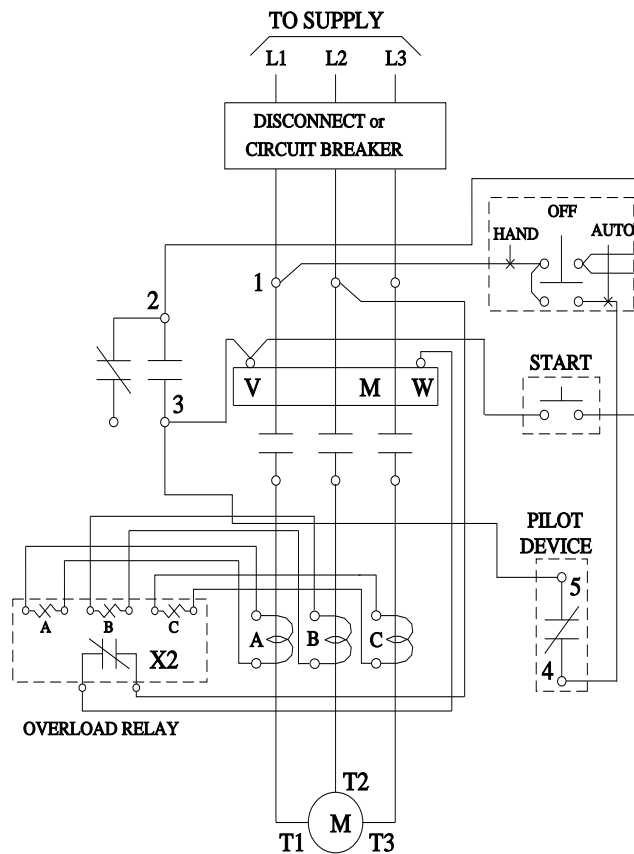 TO SUPPLY
L1 L2 L3
DISCONNECT or
CIRCUIT BREAKER
OFF
HAND AUTO
1
2
START
V M W
3
PILOT
DEVICE
5
A B C
A B C
X2
4
OVERLOAD RELAY
T2
M
T1 T3